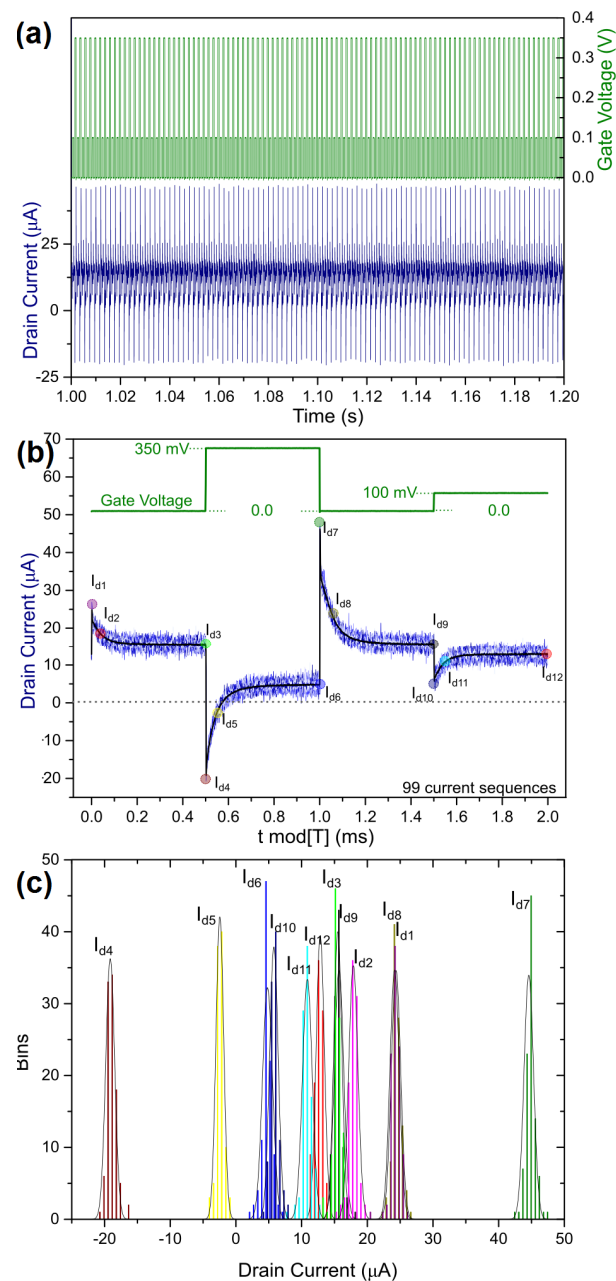 (a)
0.4
0.3
0.2
0.1
0.0
Gate Voltage (V)
25
0
-25
Drain Current (µA)
1.00 1.02 1.04 1.06 1.08 1.10 1.12 1.14 1.16 1.18 1.20
Time (s)
(b)
70
60
50
40
30
20
10
0
10
20
Drain Current (µA)
350 mV
Gate Voltage
0.0
100 mV
0.0
Id1
Id2
Id3
Id4
Id5
Id6
Id7
Id8
Id9
Id10
Id11
Id12
99 current sequences
0.0 0.2 0.4 0.6 0.8 1.0 1.2 1.4 1.6 1.8 2.0
t mod[T] (ms)
(c)
50
40
30
20
10
0
Bins
Id4
Id5
Id6
Id10
Id11
Id12
Id3
Id9
Id2
Id8
Id1
Id7
-20 -10 0 10 20 30 40 50
Drain Current (µA)